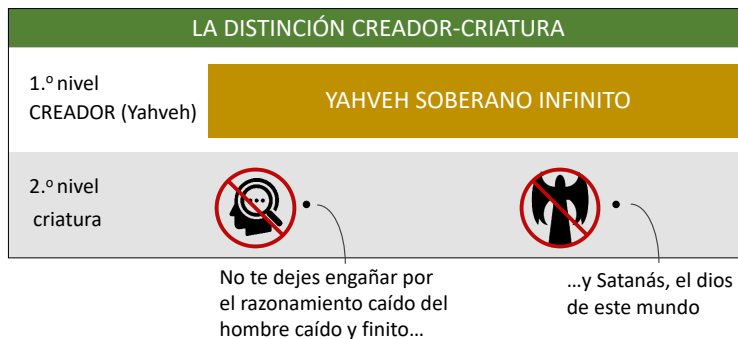 LA DISTINCIÓN CREADOR-CRIATURA
1.º nivel
CREADOR (Yahveh)
YAHVEH SOBERANO INFINITO
2.º nivel
criatura
No te dejes engañar por
el razonamiento caído del
hombre caído y finito…
…y Satanás, el dios
de este mundo